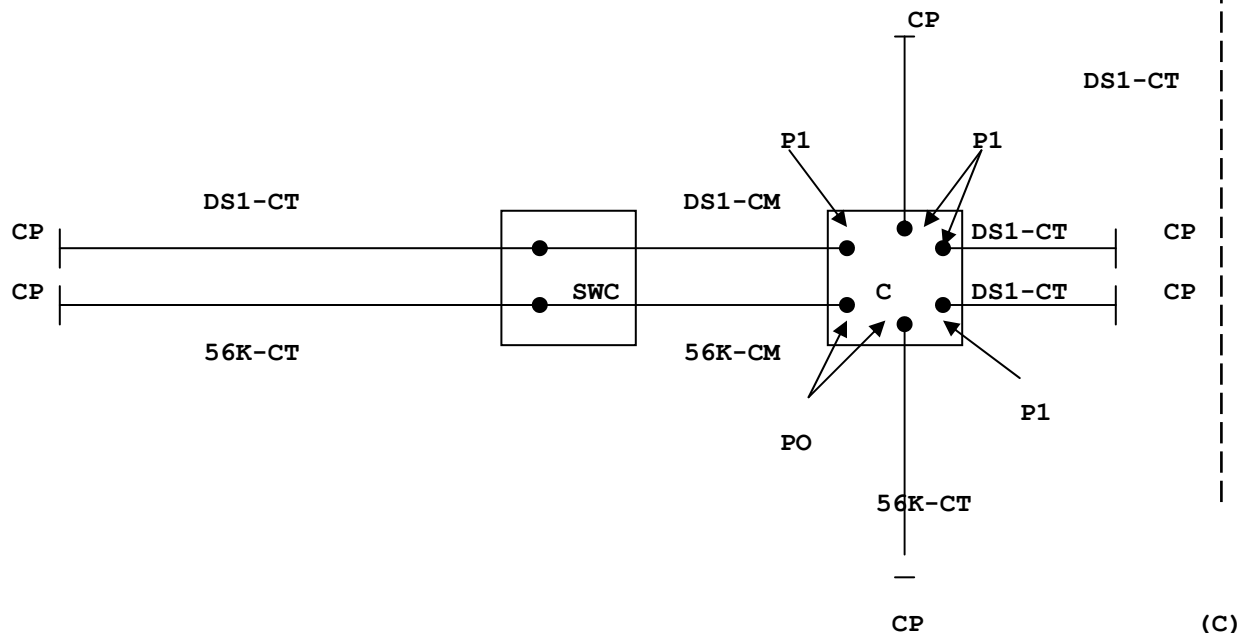 CP
DS1-CT
P1 P1
DS1-CT DS1-CM
CP DS1-CT CP
CP SWC C DS1-CT CP
56K-CT 56K-CM
P1
PO
56K-CT
CP (C)